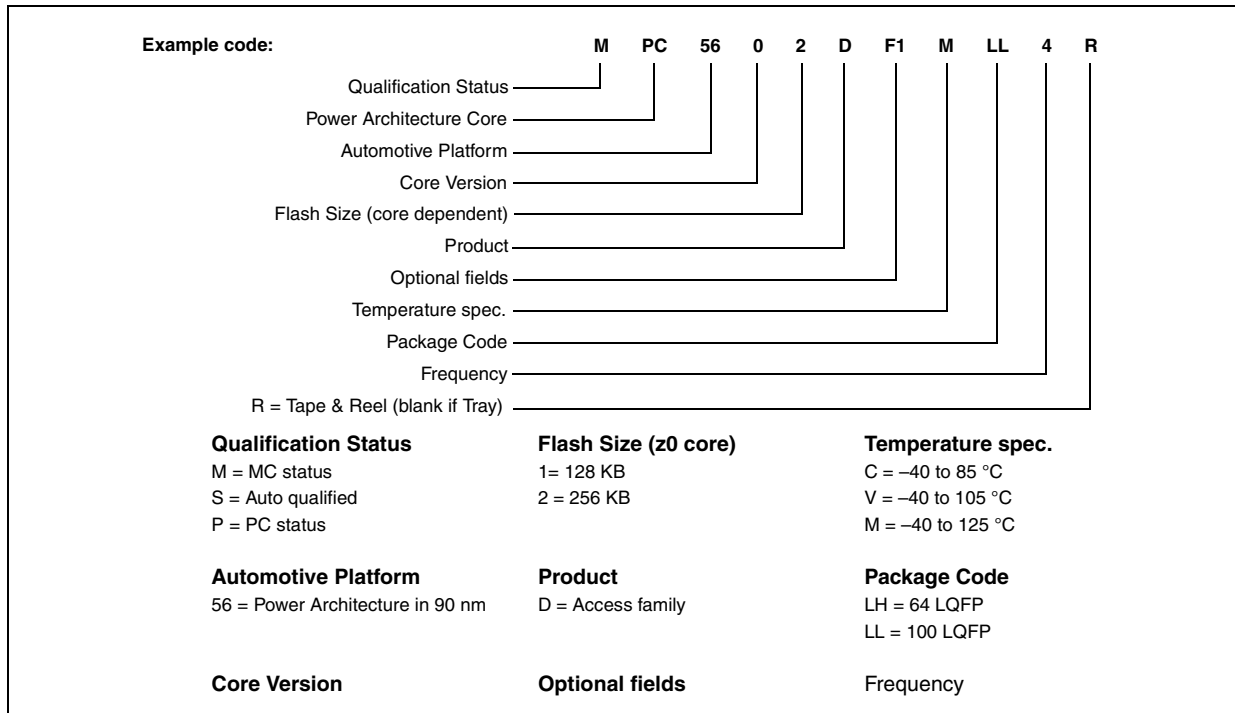 Example code: M PC 56 0 2 D F1 M LL 4 R
Qualification Status
Power Architecture Core
Automotive Platform
Core Version
Flash Size (core dependent)
Product
Optional fields
Temperature spec.
Package Code
Frequency
R = Tape & Reel (blank if Tray)
Qualification Status
M = MC status
S = Auto qualified
P = PC status
Flash Size (z0 core)
1= 128 KB
2 = 256 KB
Temperature spec.
C = –40 to 85 °C
V = –40 to 105 °C
M = –40 to 125 °C
Automotive Platform
56 = Power Architecture in 90 nm
Product
D = Access family
Package Code
LH = 64 LQFP
LL = 100 LQFP
Core Version
Optional fields
Frequency